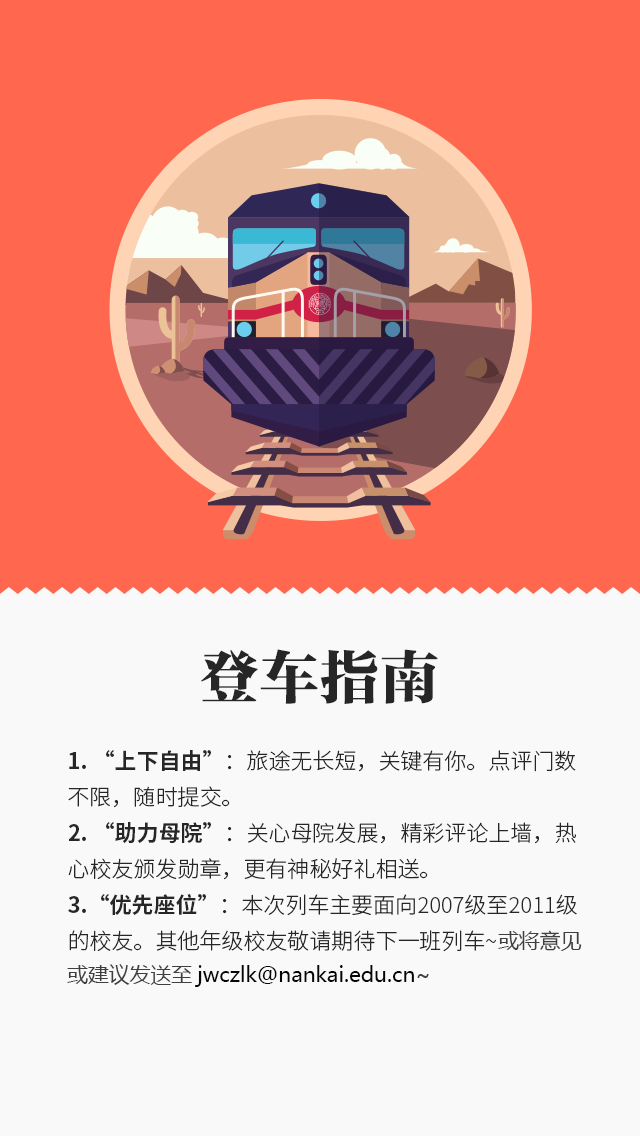 登车指南
1. “上下自由”：旅途无长短，关键有你。点评门数
不限，随时提交。
2. “助力母院”：关心母院发展，精彩评论上墙，热
心校友颁发勋章，更有神秘好礼相送。
3. “优先座位”：本次列车主要面向2007级至2011级
的校友。其他年级校友敬请期待下一班列车~或将意见
或建议发送至 jwczlk@nankai.edu.cn~